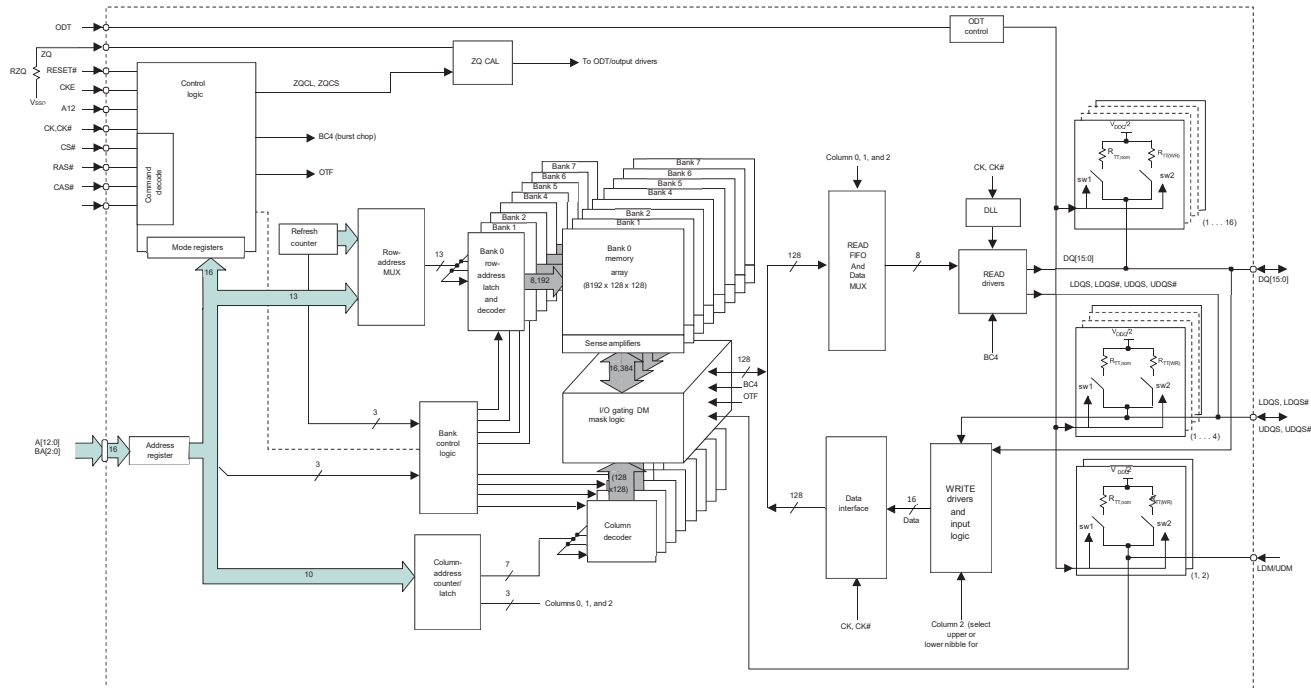 ODT
ODT
control
ZQ
RZQ
VSSQ
RESET#
CKE
A12
CK,CK#
CS#
RAS#
CAS#
Control
logic
Command
decode
Mode registers
ZQ CAL
To ODT/output drivers
ZQCL, ZQCS
BC4 (burst chop)
OTF
Refresh
counter
16
13
Row-
address
MUX
13
Bank 7
Bank 6
Bank 5
Bank 4
Bank 2
Bank 1
Bank 0
row-
address
latch
and
decoder
8,192
Bank 7
Bank 6
Bank 5
Bank 4
Bank 2
Bank 1
Bank 0
memory
array
(8192 x 128 x 128)
Sense amplifiers
16,384
I/O gating DM
mask logic
128
BC4
OTF
(128
x128)
Column
decoder
3
3
Bank
control
logic
A[12:0]
BA[2:0]
16
Address
register
10
Column-
address
counter/
latch
7
3
Columns 0, 1, and 2
Column 0, 1, and 2
128
READ
FIFO
And
Data
MUX
8
CK, CK#
DLL
READ
drivers
BC4
DQ[15:0]
LDQS, LDQS#, UDQS, UDQS#
128
Data
interface
CK, CK#
16
Data
WRITE
drivers
and
input
logic
Column 2 (select
upper or
lower nibble for
VDDQ/2
RTT,nom
RTT(WR)
sw1
sw2
(1 . . . 16)
DQ[15:0]
VDDQ/2
RTT,nom
RTT(WR)
sw1
sw2
(1 . . . 4)
LDQS, LDQS#
UDQS, UDQS#
VDDQ/2
RTT,nom
RTT(WR)
sw1
sw2
(1, 2)
LDM/UDM